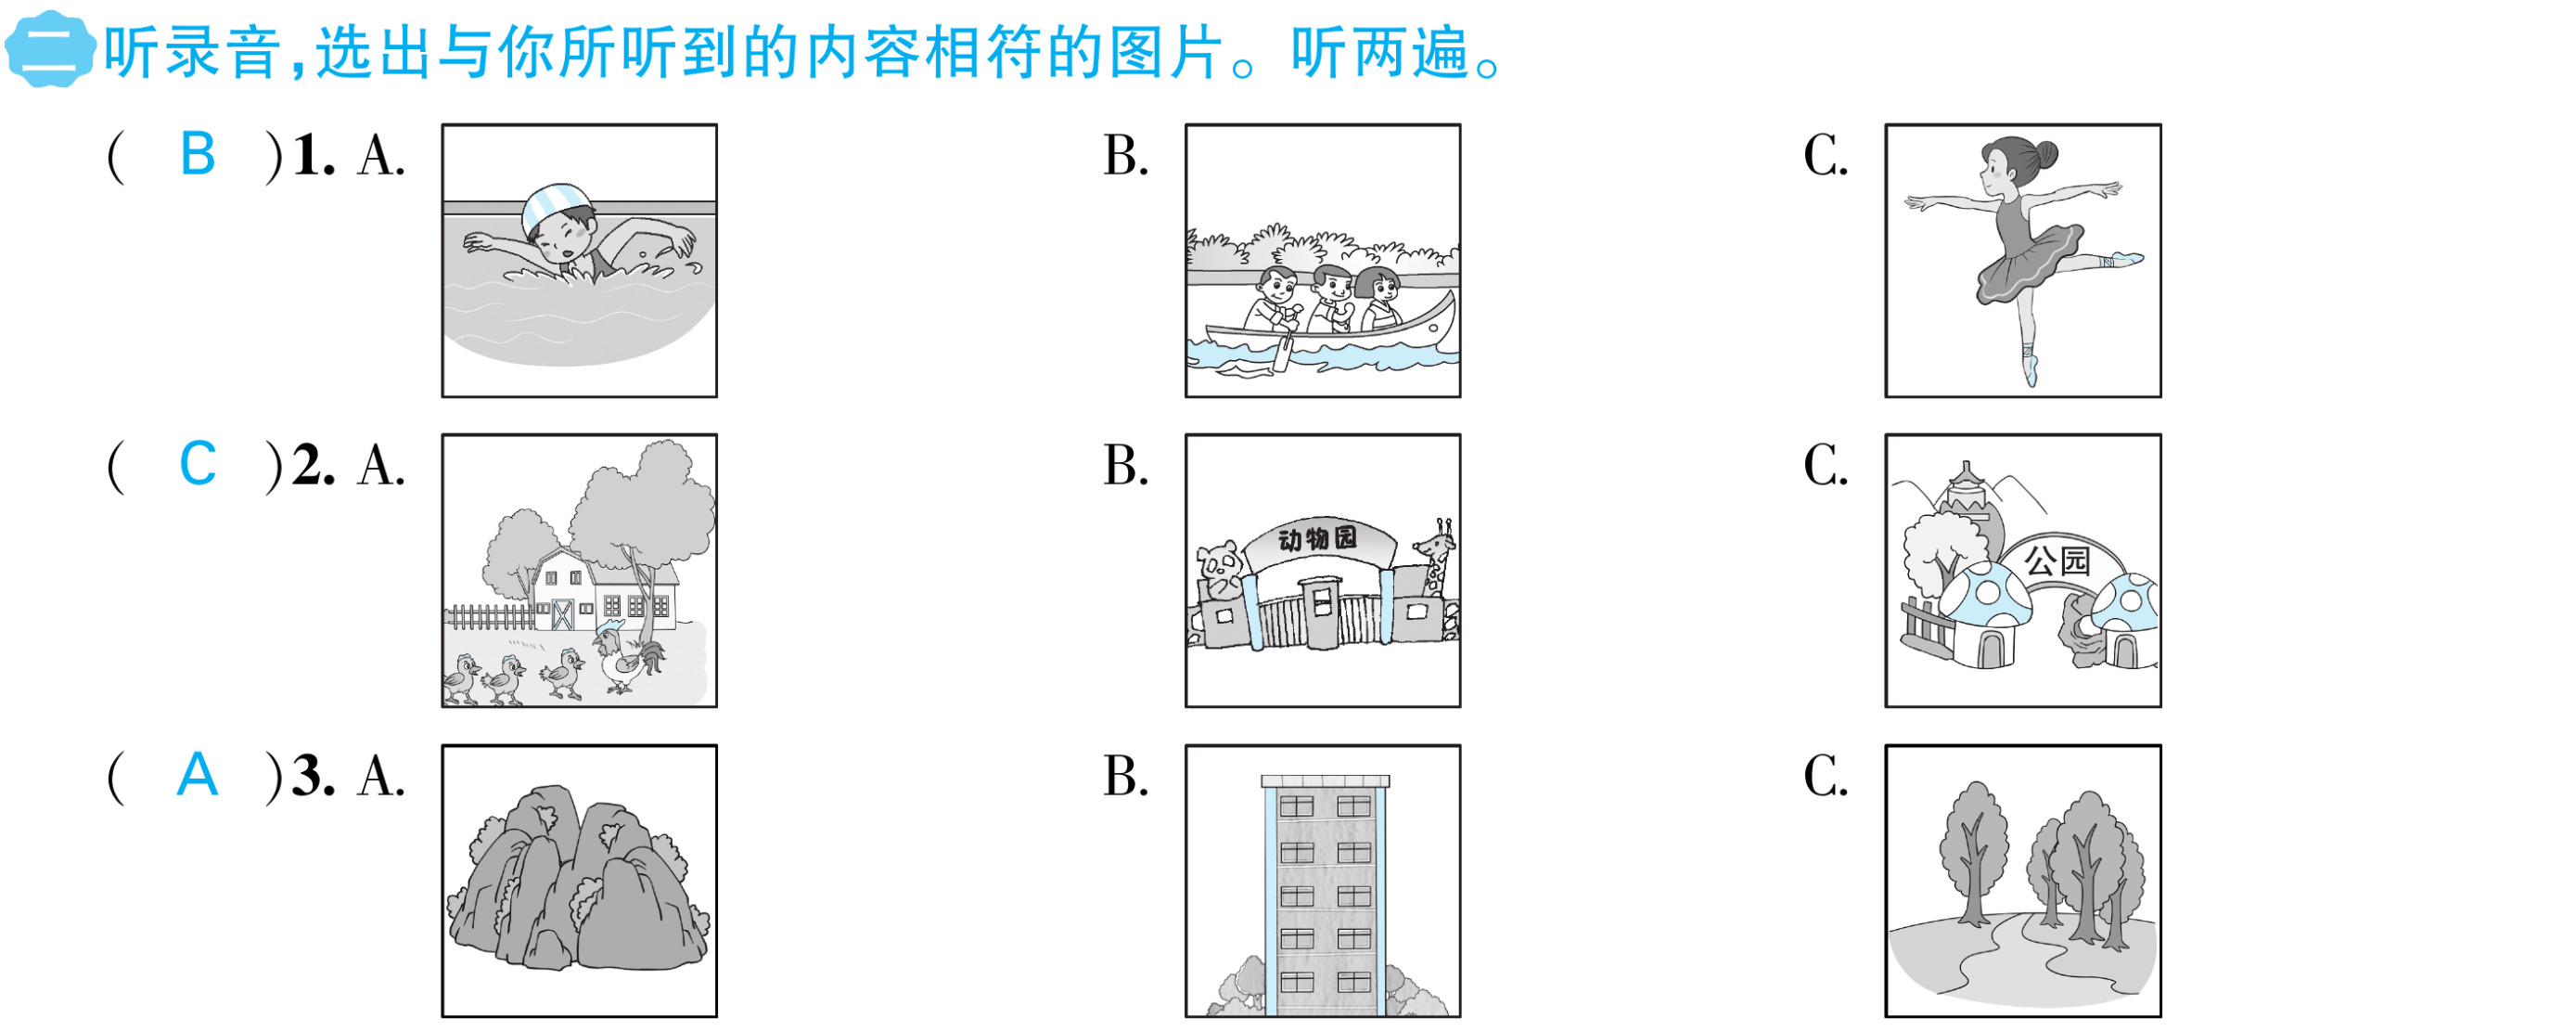 二 听录音,选出与你所听到的内容相符的图片。听两遍。
( B )1. A. B. C.
( C )2. A. B. 动物园 C. 公园
( A )3. A. B. C.